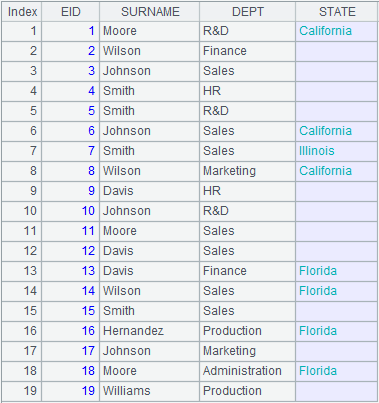 Index EID SURNAME DEPT STATE
1 1 Moore R&D California
2 2 Wilson Finance
3 3 Johnson Sales
4 4 Smith HR
5 5 Smith R&D
6 6 Johnson Sales California
7 7 Smith Sales Illinois
8 8 Wilson Marketing California
9 9 Davis HR
10 10 Johnson R&D
11 11 Moore Sales
12 12 Davis Sales
13 13 Davis Finance Florida
14 14 Wilson Sales Florida
15 15 Smith Sales
16 16 Hernandez Production Florida
17 17 Johnson Marketing
18 18 Moore Administration Florida
19 19 Williams Production